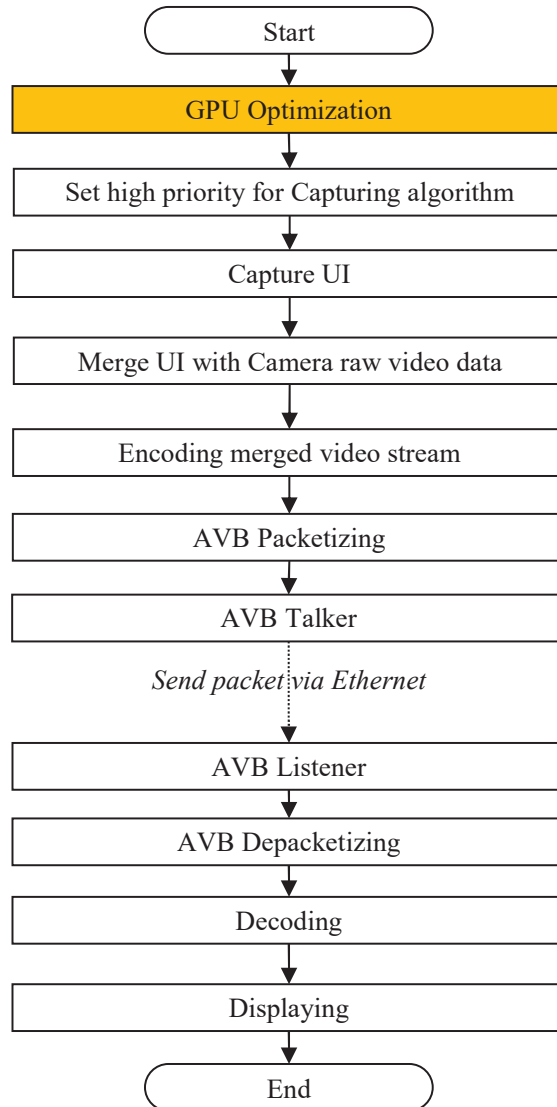 Start
GPU Optimization
Set high priority for Capturing algorithm
Capture UI
Merge UI with Camera raw video data
Encoding merged video stream
AVB Packetizing
AVB Talker
Send packet via Ethernet
AVB Listener
AVB Depacketizing
Decoding
Displaying
End